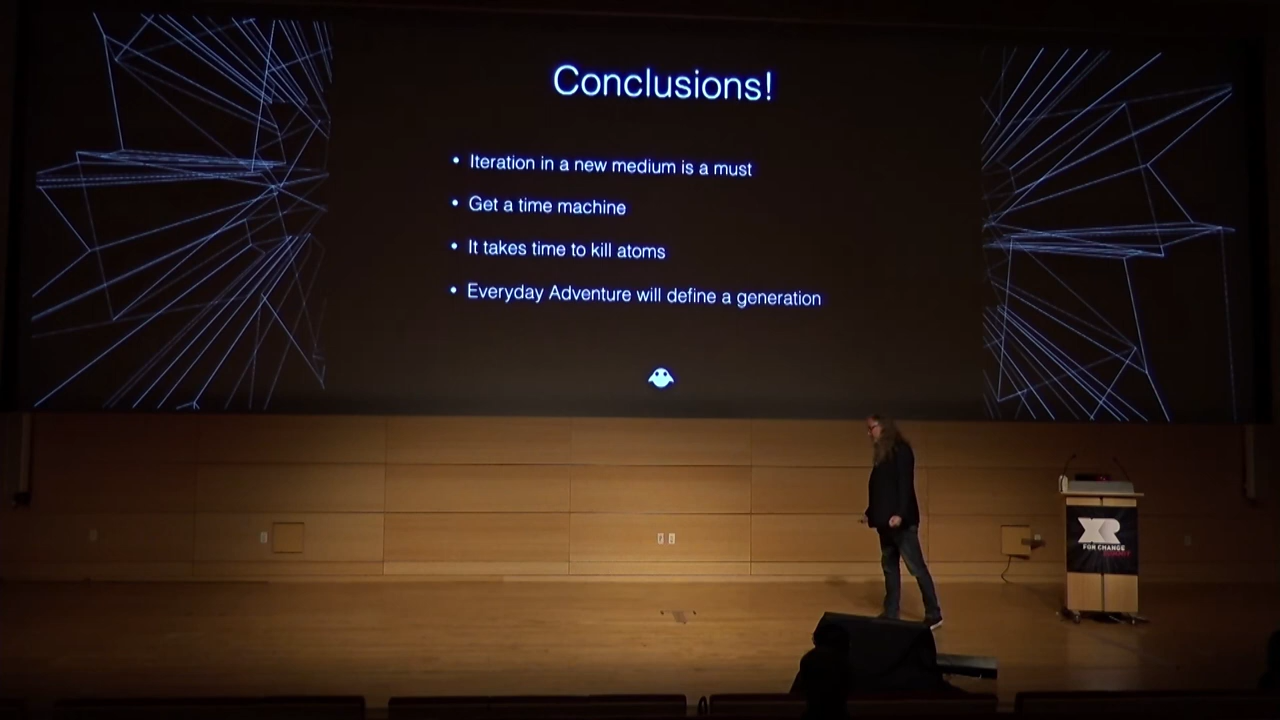 Conclusions!
• Iteration in a new medium is a must
• Get a time machine
• It takes time to kill atoms
• Everyday Adventure will define a generation
XR
FOR CHANGE